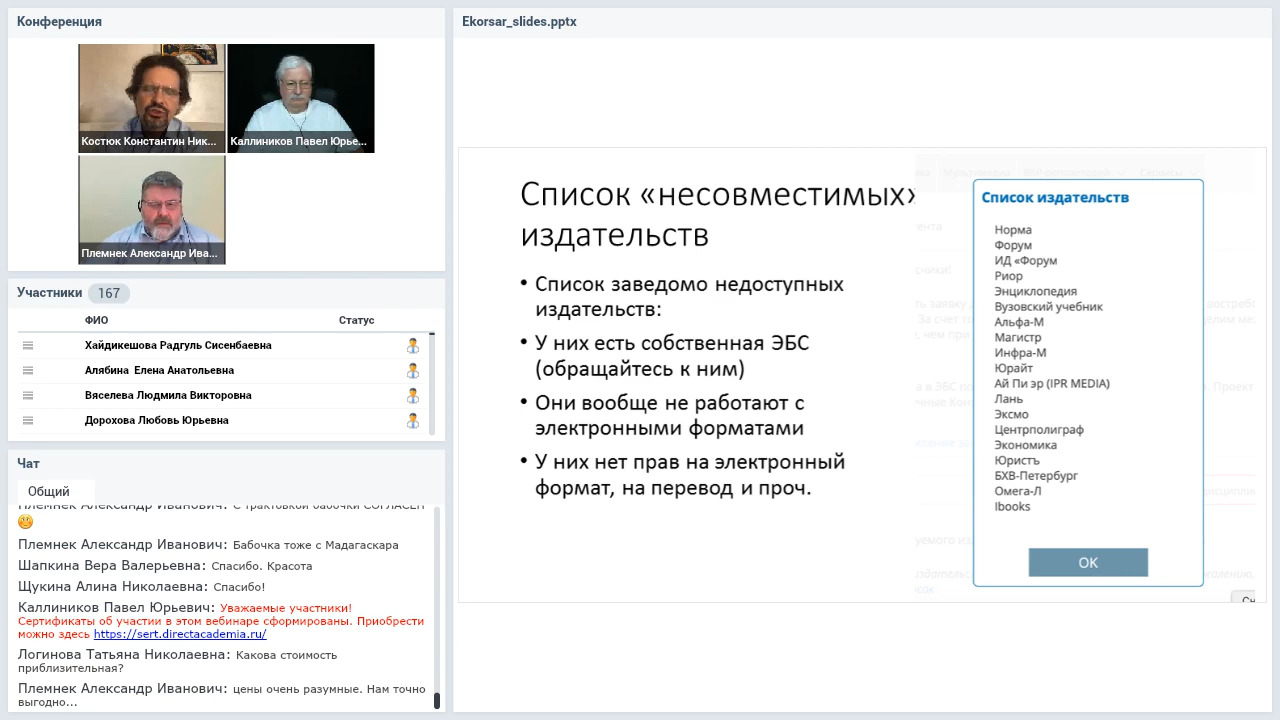 Конференция
Костюк Константин Ник...
Каллиников Павел Юрье...
Племнек Александр Ива...
Участники 167
ФИО Статус
Хайдикешова Радгуль Сисенбаевна
Алябина Елена Анатольевна
Вяселева Людмила Викторовна
Дорохова Любовь Юрьевна
Чат
Общий
Племнек Александр Иванович: С трактовкой бабочки СОГЛАСЕН
Племнек Александр Иванович: Бабочка тоже с Мадагаскара
Шапкина Вера Валерьевна: Спасибо. Красота
Щукина Алина Николаевна: Спасибо!
Каллиников Павел Юрьевич: Уважаемые участники!
Сертификаты об участии в этом вебинаре сформированы. Приобрести
можно здесь https://sert.directacademia.ru/
Логинова Татьяна Николаевна: Какова стоимость
приблизительная?
Племнек Александр Иванович: цены очень разумные. Нам точно
выгодно...
Ekorsar_slides.pptx
Список «несовместимых»
издательств
• Список заведомо недоступных
издательств:
• У них есть собственная ЭБС
(обращайтесь к ним)
• Они вообще не работают с
электронными форматами
• У них нет прав на электронный
формат, на перевод и проч.
Список издательств
Норма
Форум
ИД «Форум
Риор
Энциклопедия
Вузовский учебник
Альфа-М
Магистр
Инфра-М
Юрайт
Ай Пи эр (IPR MEDIA)
Лань
Эксмо
Центрполиграф
Экономика
Юристъ
БХВ-Петербург
Омега-Л
Ibooks
ОК